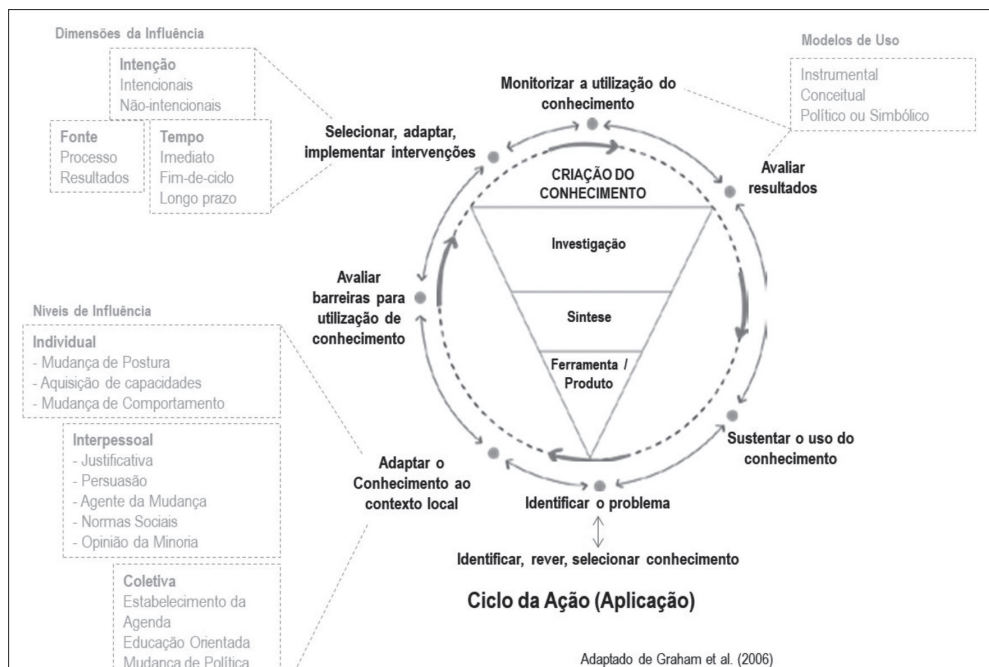 Dimensões da Influência
Intenção
Intencionais
Não-intencionais
Fonte
Processo
Resultados
Tempo
Imediato
Fim-de-ciclo
Longo prazo
Selecionar, adaptar,
implementar intervenções
Monitorizar a utilização do
conhecimento
Modelos de Uso
Instrumental
Conceitual
Político ou Simbólico
Avaliar
resultados
CRIAÇÃO DO
CONHECIMENTO
Investigação
Sintese
Ferramenta /
Produto
Avaliar
barreiras para
utilização de
conhecimento
Niveis de Influência
Individual
- Mudança de Postura
- Aquisição de capacidades
- Mudança de Comportamento
Interpessoal
- Justificativa
- Persuasão
- Agente da Mudança
- Normas Sociais
- Opinião da Minoria
Coletiva
Estabelecimento da
Agenda
Educação Orientada
Mudança de Política
Adaptar o
Conhecimento ao
contexto local
Sustentar o uso do
conhecimento
Identificar o problema
Identificar, rever, selecionar conhecimento
Ciclo da Ação (Aplicação)
Adaptado de Graham et al. (2006)